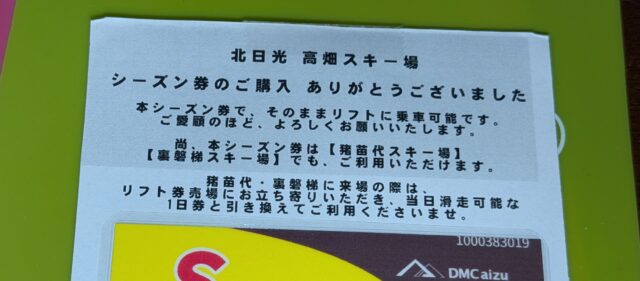 北日光 高畑スキー場
シーズン券のご購入 ありがとうございました
本シーズン券で、そのままリフトに乗車可能です。
ご愛顧のほど、よろしくお願いいたします。
尚、本シーズン券は【猪苗代スキー場】
【裏磐梯スキー場】でも、ご利用いただけます。
猪苗代・裏磐梯に来場の際は、
リフト券売場にお立ち寄りいただき、当日滑走可能な
1日券と引き換えてご利用くださいませ。
1000383019
S
DMC aizu